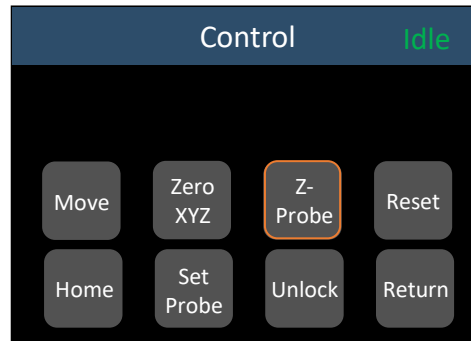 Control
Idle
Move
Zero
XYZ
Z-
Probe
Reset
Home
Set
Probe
Unlock
Return